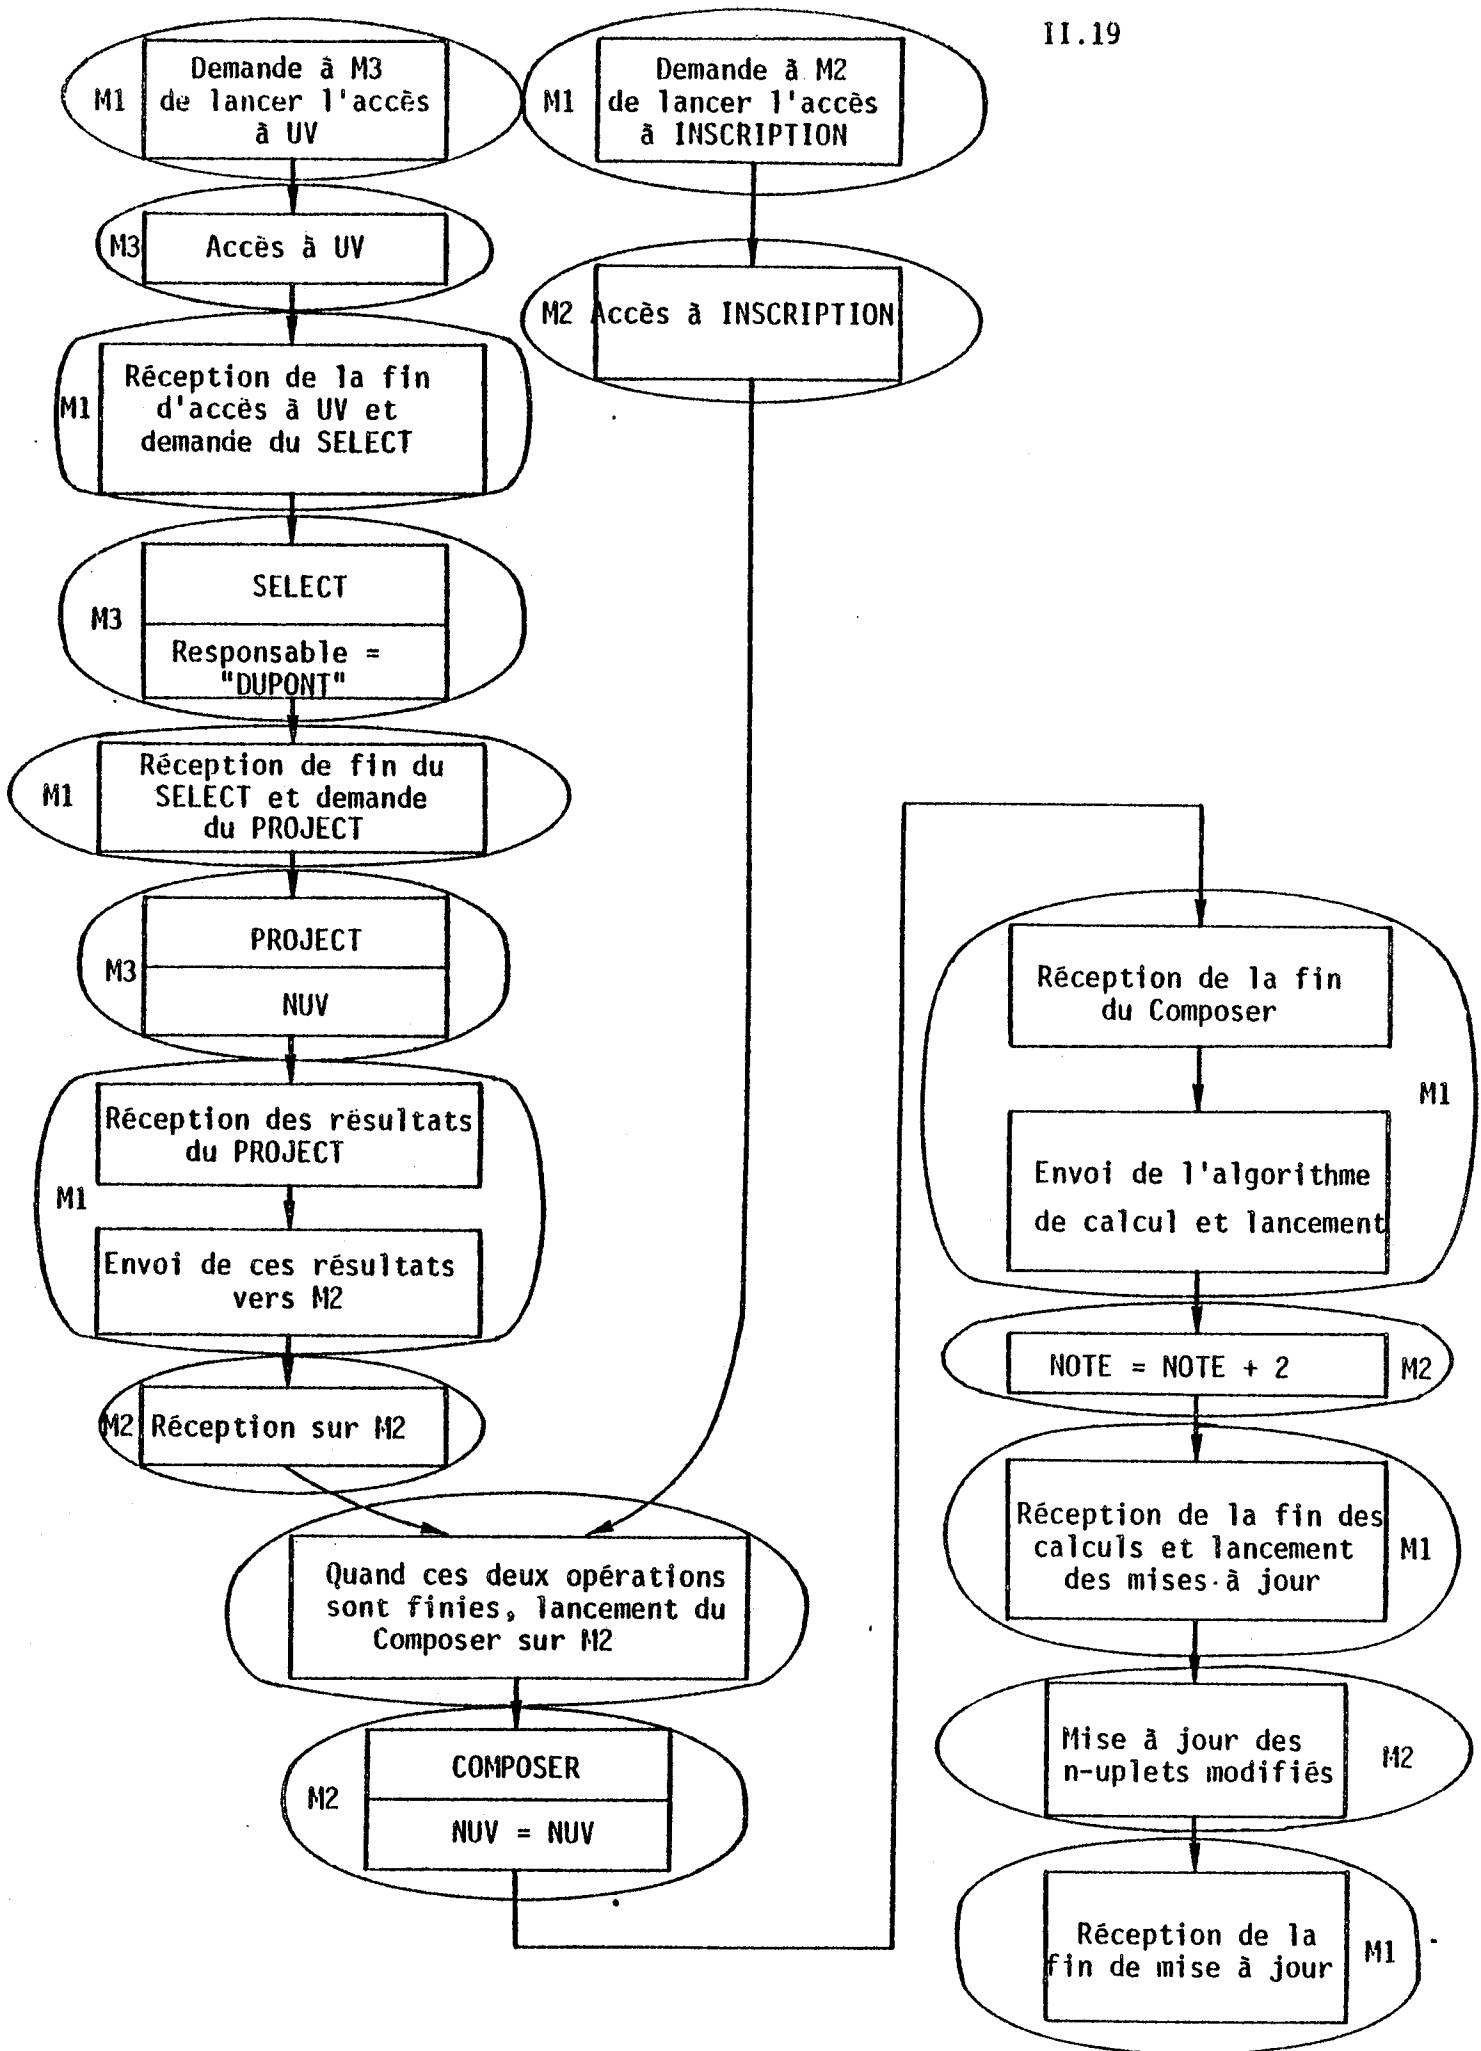 II.19
M1
Demande à M3
de lancer l'accès
à UV
M1
Demande à M2
de lancer l'accès
à INSCRIPTION
M3
Accès à UV
M2
Accès à INSCRIPTION
M1
Réception de la fin
d'accès à UV et
demande du SELECT
M3
SELECT
Responsable =
"DUPONT"
M1
Réception de fin du
SELECT et demande
du PROJECT
M3
PROJECT
NUV
M1
Réception des résultats
du PROJECT
Envoi de ces résultats
vers M2
M2
Réception sur M2
Quand ces deux opérations
sont finies, lancement du
Composer sur M2
M2
COMPOSER
NUV = NUV
Réception de la fin
du Composer
M1
Envoi de l'algorithme
de calcul et lancement
NOTE = NOTE + 2
M2
Réception de la fin des
calculs et lancement
des mises à jour
M1
Mise à jour des
n-uplets modifiés
M2
Réception de la
fin de mise à jour
M1